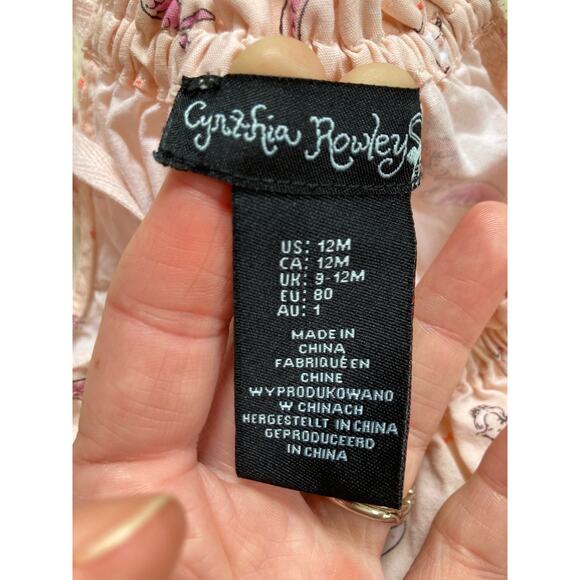 Cynthia Rowley
US: 12M
CA: 12M
UK: 9-12M
EU: 80
AU: 1
MADE IN
CHINA
FABRIQUÉ EN
CHINE
WYPRODUKOWANO
W CHINACH
HERGESTELLT IN CHINA
GEPRODUCEERD
IN CHINA